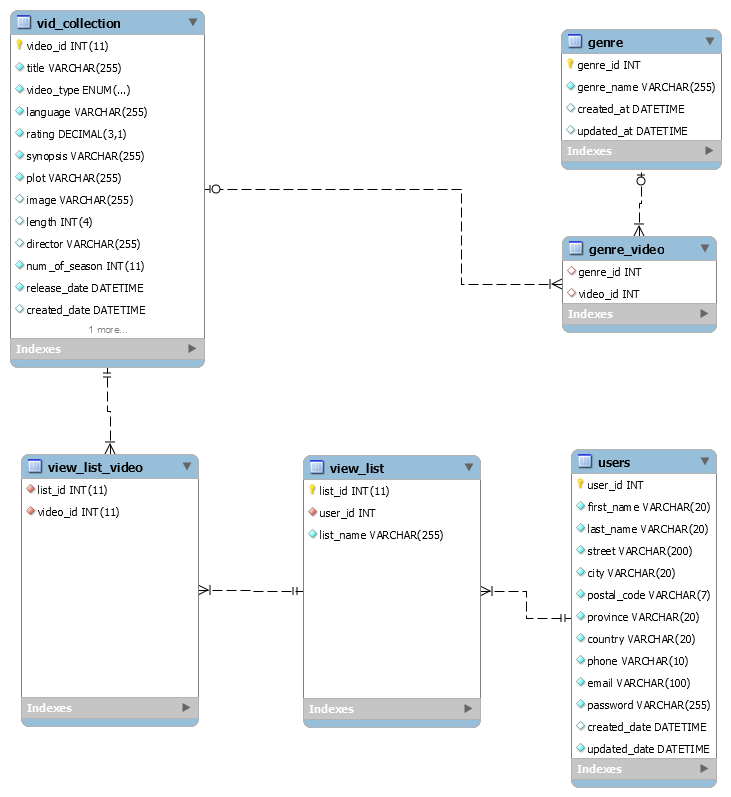 vid_collection
video_id INT(11)
title VARCHAR(255)
video_type ENUM(...)
language VARCHAR(255)
rating DECIMAL(3,1)
synopsis VARCHAR(255)
plot VARCHAR(255)
image VARCHAR(255)
length INT(4)
director VARCHAR(255)
num_of_season INT(11)
release_date DATETIME
created_date DATETIME
1 more...
Indexes
genre
genre_id INT
genre_name VARCHAR(255)
created_at DATETIME
updated_at DATETIME
Indexes
genre_video
genre_id INT
video_id INT
Indexes
view_list_video
list_id INT(11)
video_id INT(11)
Indexes
view_list
list_id INT(11)
user_id INT
list_name VARCHAR(255)
Indexes
users
user_id INT
first_name VARCHAR(20)
last_name VARCHAR(20)
street VARCHAR(200)
city VARCHAR(20)
postal_code VARCHAR(7)
province VARCHAR(20)
country VARCHAR(20)
phone VARCHAR(10)
email VARCHAR(100)
password VARCHAR(255)
created_date DATETIME
updated_date DATETIME
Indexes